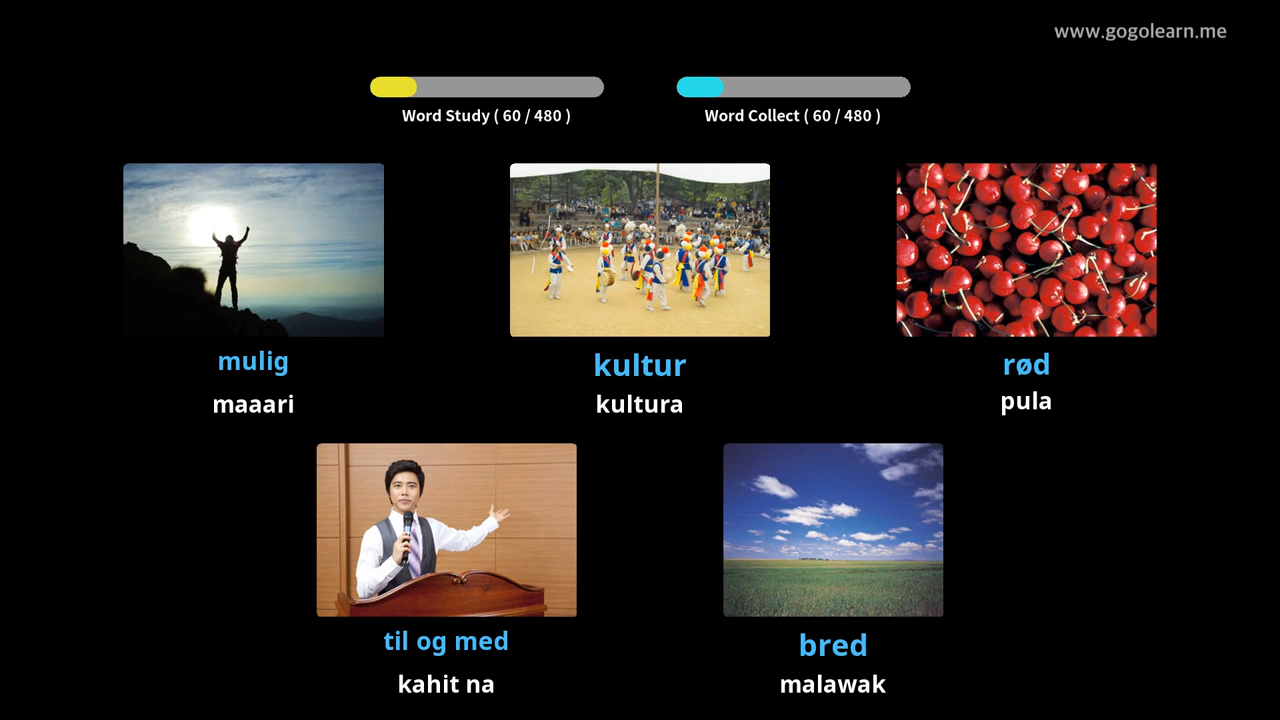 www.gogolearn.me
Word Study ( 60 / 480 )
Word Collect ( 60 / 480 )
mulig
maaari
kultur
kultura
rød
pula
til og med
kahit na
bred
malawak